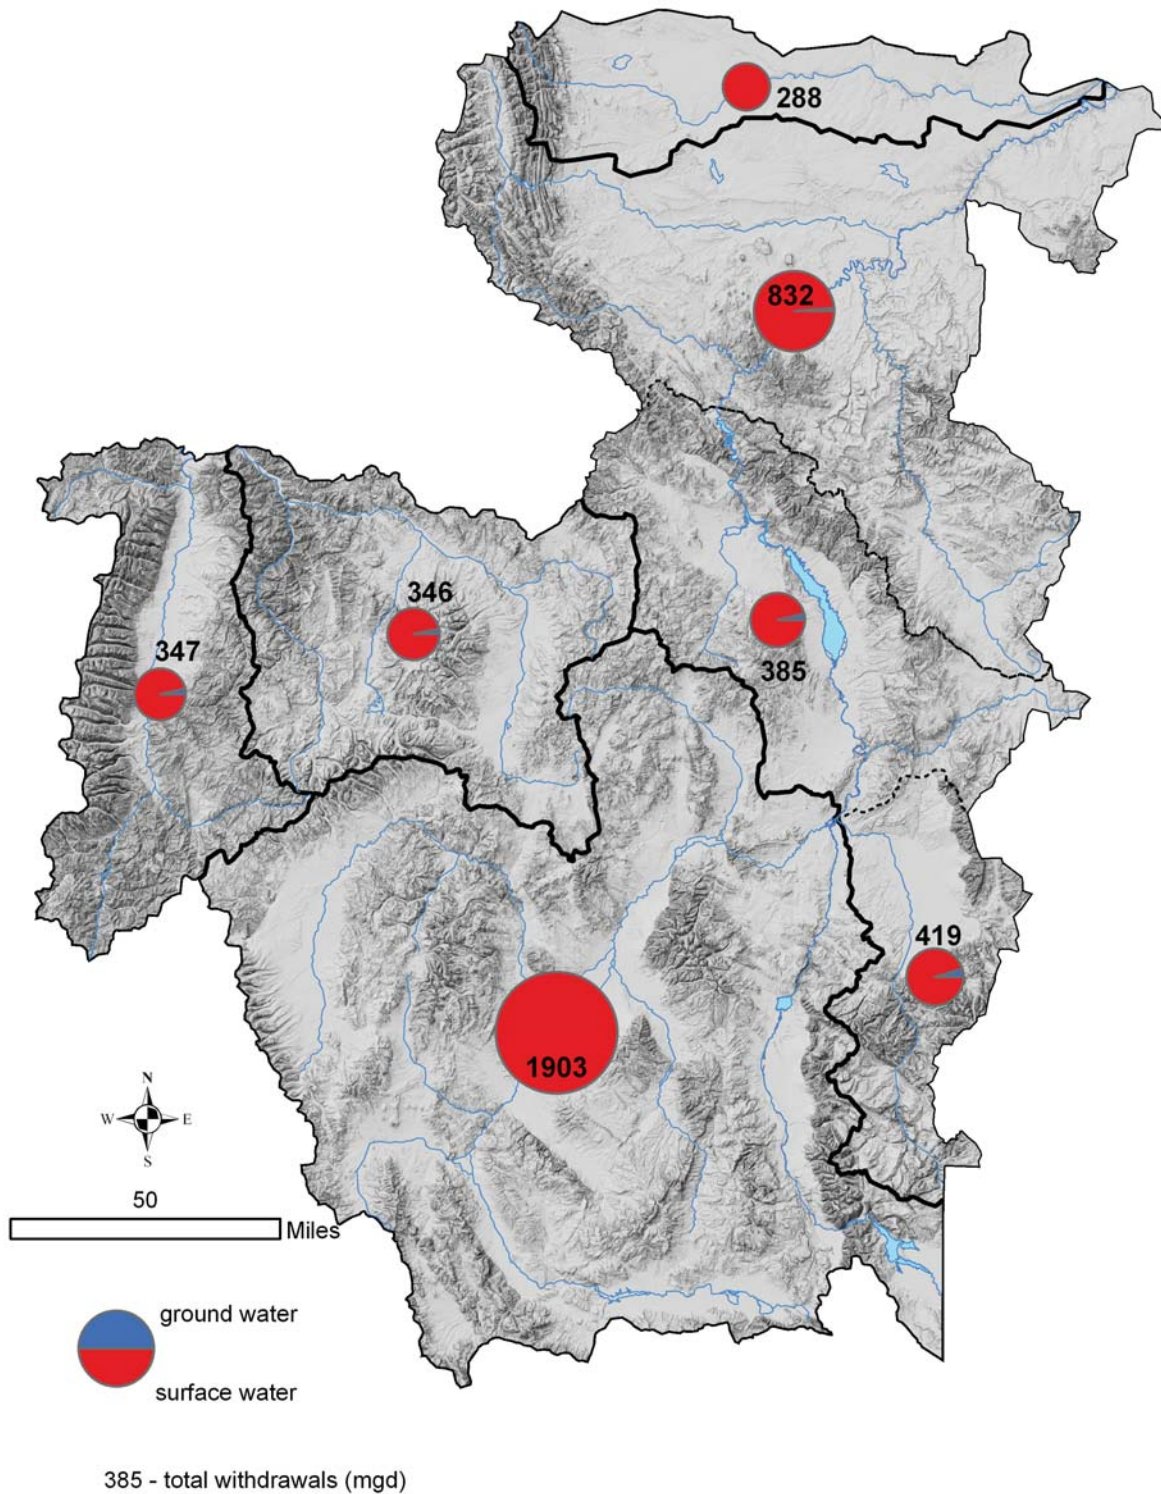 288
832
346
347
385
419
1903
N
W E
S
50
Miles
ground water
surface water
385 - total withdrawals (mgd)